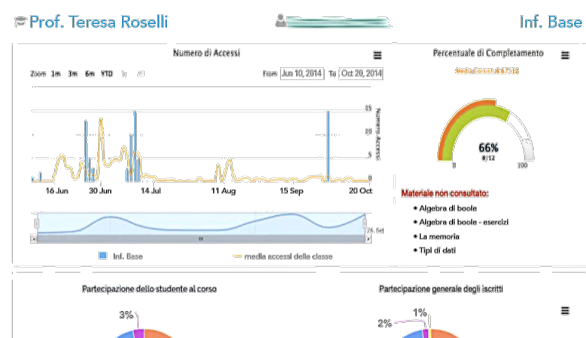 Prof. Teresa Roselli
Inf. Base
Numero di Accessi
Zoom 1m 3m 6m YTD 1y All
From Jun 10, 2014 To Oct 20, 2014
15
10
5
0
Numero Accessi
16 Jun 30 Jun 14 Jul 11 Aug 15 Sep 20 Oct
Inf. Base
media accessi della classe
Percentuale di Completamento
66%
8/12
0
100
Materiale non consultato:
• Algebra di boole
• Algebra di boole - esercizi
• La memoria
• Tipi di dati
Partecipazione dello studente al corso
3%
Partecipazione generale degli iscritti
1%
2%